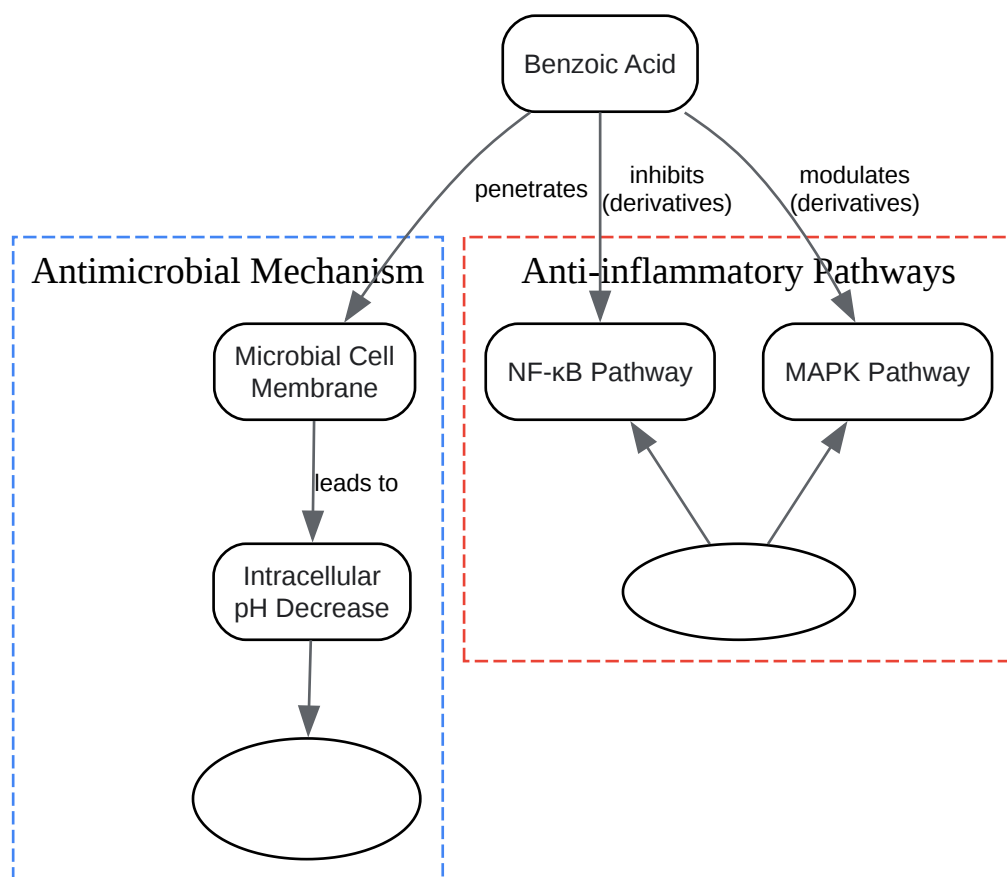 Benzoic Acid
penetrates
inhibits
(derivatives)
modulates
(derivatives)
Antimicrobial Mechanism
Anti-inflammatory Pathways
Microbial Cell
Membrane
NF-κB Pathway
MAPK Pathway
leads to
Intracellular
pH Decrease